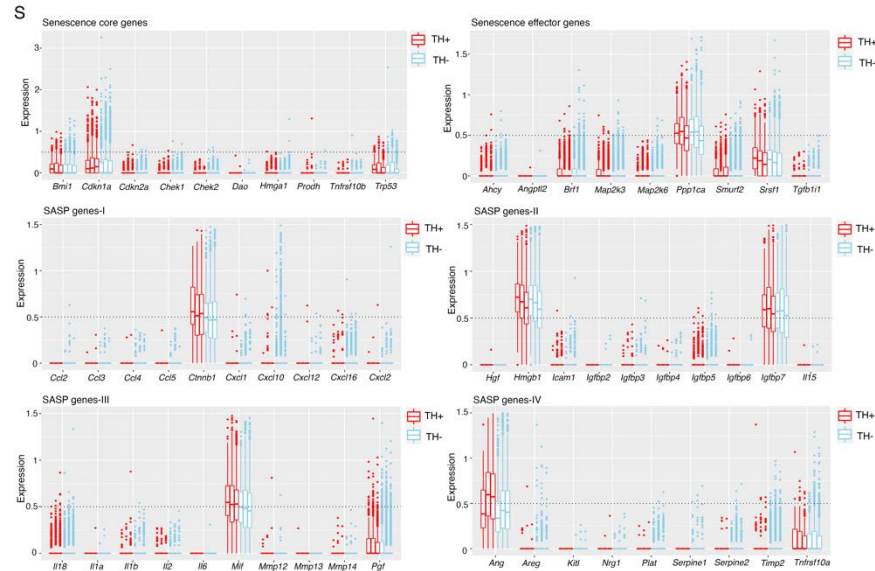 S
Senescence core genes
Expression
3
2
1
0
Bmi1 Cdkn1a Cdkn2a Chek1 Chek2 Dao Hmga1 Prodh Tnfrsf10b Trp53
TH+
TH-
Senescence effector genes
Expression
1.5
1
0.5
0
Ahcy Angptl2 Brf1 Map2k3 Map2k6 Ppp1ca Smurf2 Srsf1 Tgfb1i1
TH+
TH-
SASP genes-I
Expression
1.5
1
0.5
0
Ccl2 Ccl3 Ccl4 Ccl5 Ctnnb1 Cxcl1 Cxcl10 Cxcl12 Cxcl16 Cxcl2
TH+
TH-
SASP genes-II
Expression
1.5
1
0.5
0
Hgf Hmgb1 Icam1 Igfbp2 Igfbp3 Igfbp4 Igfbp5 Igfbp6 Igfbp7 Il15
TH+
TH-
SASP genes-III
Expression
1.5
1
0.5
0
Il18 Il1a Il1b Il2 Il6 Mif Mmp12 Mmp13 Mmp14 Pgf
TH+
TH-
SASP genes-IV
Expression
1.5
1
0.5
0
Ang Areg Kitl Nrg1 Plat Serpine1 Serpine2 Timp2 Tnfrsf10a
TH+
TH-